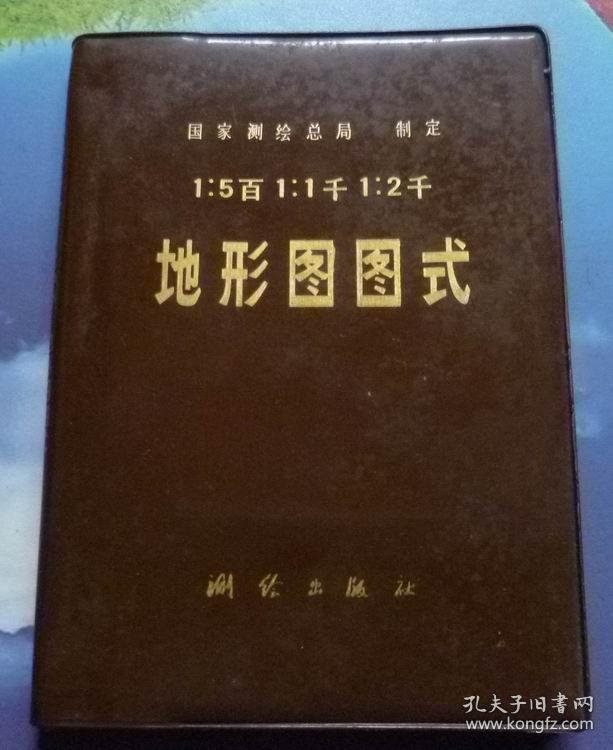 国家测绘总局 制定
1:5百 1:1千 1:2千
地形图图式
测绘出版社
孔夫子旧書网
www.kongfz.com